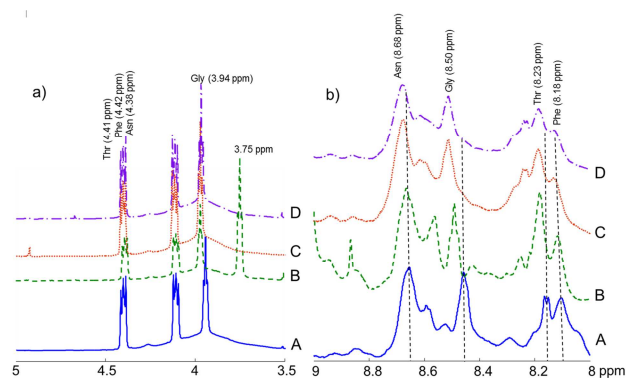 a)
Thr (4.41 ppm)
Phe (4.42 ppm)
Asn (4.38 ppm)
Gly (3.94 ppm)
3.75 ppm
D
C
B
A
5
4.5
4
3.5
b)
Asn (8.68 ppm)
Gly (8.50 ppm)
Thr (8.23 ppm)
Phe (8.18 ppm)
D
C
B
A
9
8.8
8.6
8.4
8.2
8 ppm